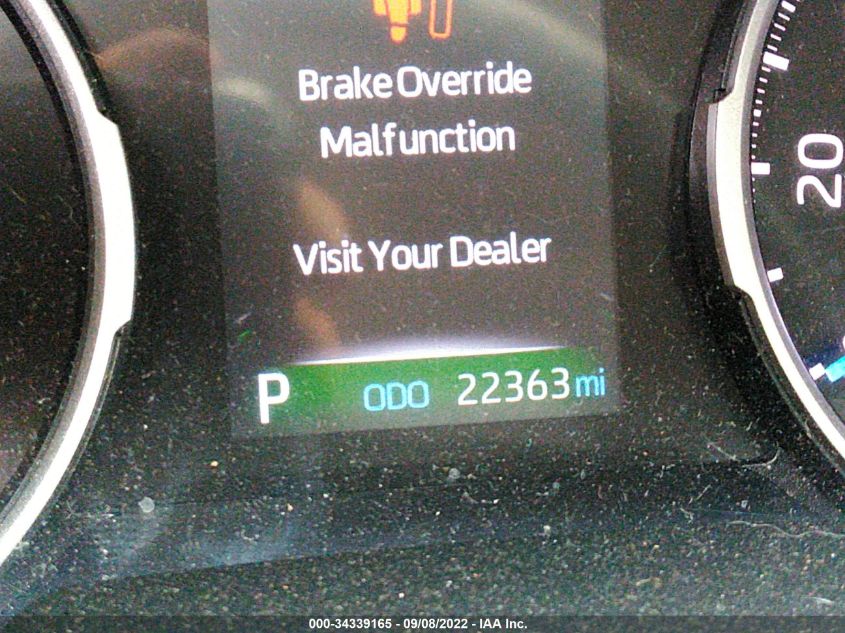 Brake Override
Malfunction
Visit Your Dealer
20
P ODO 22363 mi
000-34339165 - 09/08/2022 - IAA Inc.